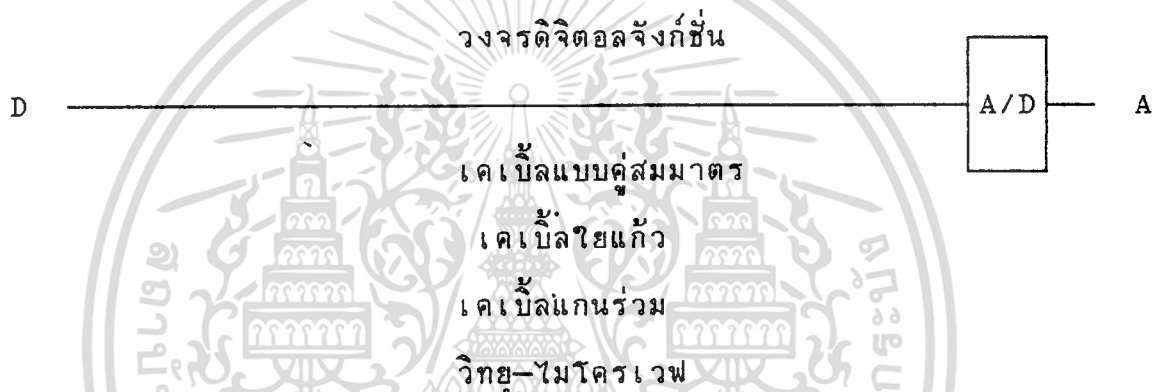 วงจรดิจิตอลจังก์ชั่น
D A/D A
เคเบิ้ลแบบคู่สมมาตร
เคเบิ้ลใยแก้ว
เคเบิ้ลแกนร่วม
วิทยุ-ไมโครเวฟ